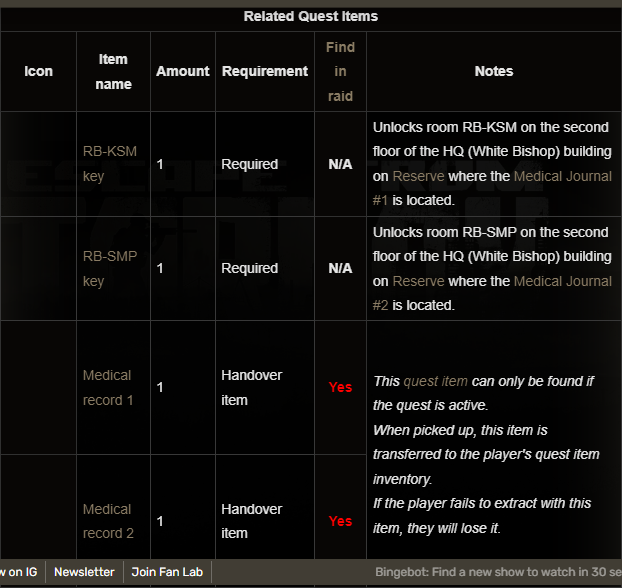 Related Quest Items
Icon
Item
name
Amount
Requirement
Find
in
raid
Notes
RB-KSM
key
1
Required
N/A
Unlocks room RB-KSM on the second
floor of the HQ (White Bishop) building
on Reserve where the Medical Journal
#1 is located.
RB-SMP
key
1
Required
N/A
Unlocks room RB-SMP on the second
floor of the HQ (White Bishop) building
on Reserve where the Medical Journal
#2 is located.
Medical
record 1
1
Handover
item
Yes
This quest item can only be found if
the quest is active.
When picked up, this item is
transferred to the player's quest item
inventory.
If the player fails to extract with this
item, they will lose it.
Medical
record 2
1
Handover
item
Yes
on IG
Newsletter
Join Fan Lab
Bingebot: Find a new show to watch in 30 se